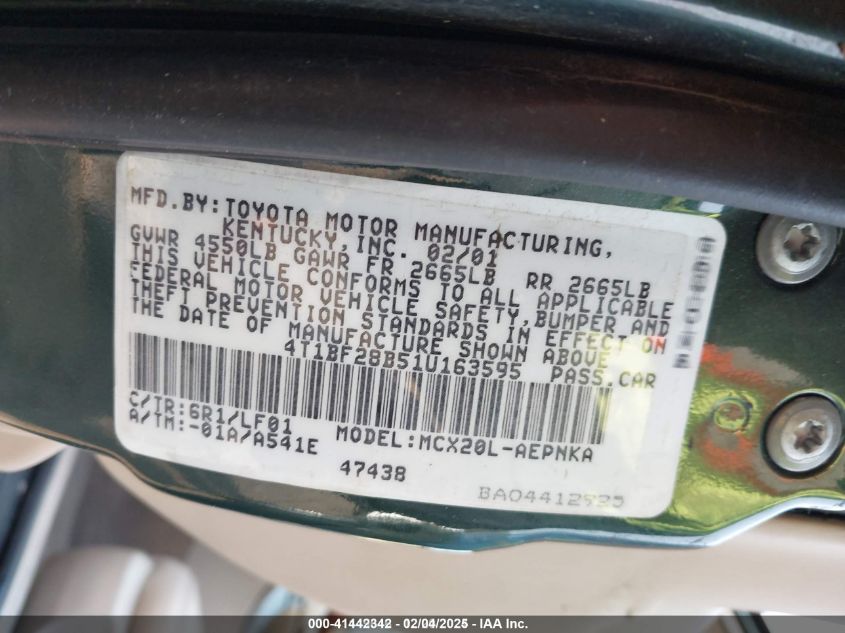 MFD.BY:TOYOTA MOTOR MANUFACTURING,
KENTUCKY,INC. 02/01
GVWR 4550LB GAWR FR 2665LB RR 2665LB
THIS VEHICLE CONFORMS TO ALL APPLICABLE
FEDERAL MOTOR VEHICLE SAFETY,BUMPER AND
THEFT PREVENTION STANDARDS IN EFFECT ON
THE DATE OF MANUFACTURE SHOWN ABOVE
4T1BF28B51U163595 PASS.CAR
C/TR:6R1/LF01
A/TM:-01A/A541E MODEL:MCX20L-AEPNKA
47438
BA04412925
000-41442342 - 02/04/2025 - IAA Inc.